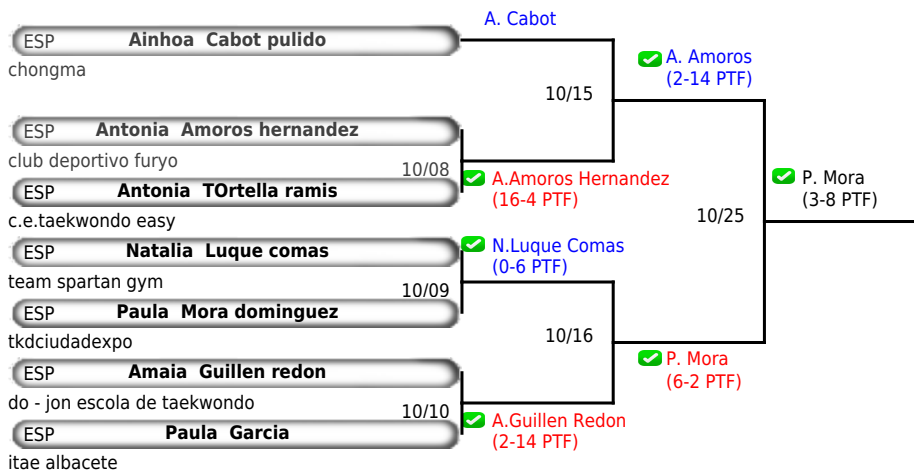 A. Cabot
ESP Ainhoa Cabot pulido
chongma
A. Amoros
(2-14 PTF)
10/15
ESP Antonia Amoros hernandez
club deportivo furyo
10/08
A.Amoros Hernandez
(16-4 PTF)
ESP Antonia TOrtella ramis
c.e.taekwondo easy
P. Mora
(3-8 PTF)
10/25
ESP Natalia Luque comas
team spartan gym
N.Luque Comas
(0-6 PTF)
10/09
ESP Paula Mora dominguez
tkdciudadexpo
10/16
P. Mora
(6-2 PTF)
ESP Amaia Guillen redon
do - jon escola de taekwondo
10/10
A.Guillen Redon
(2-14 PTF)
ESP Paula Garcia
itae albacete